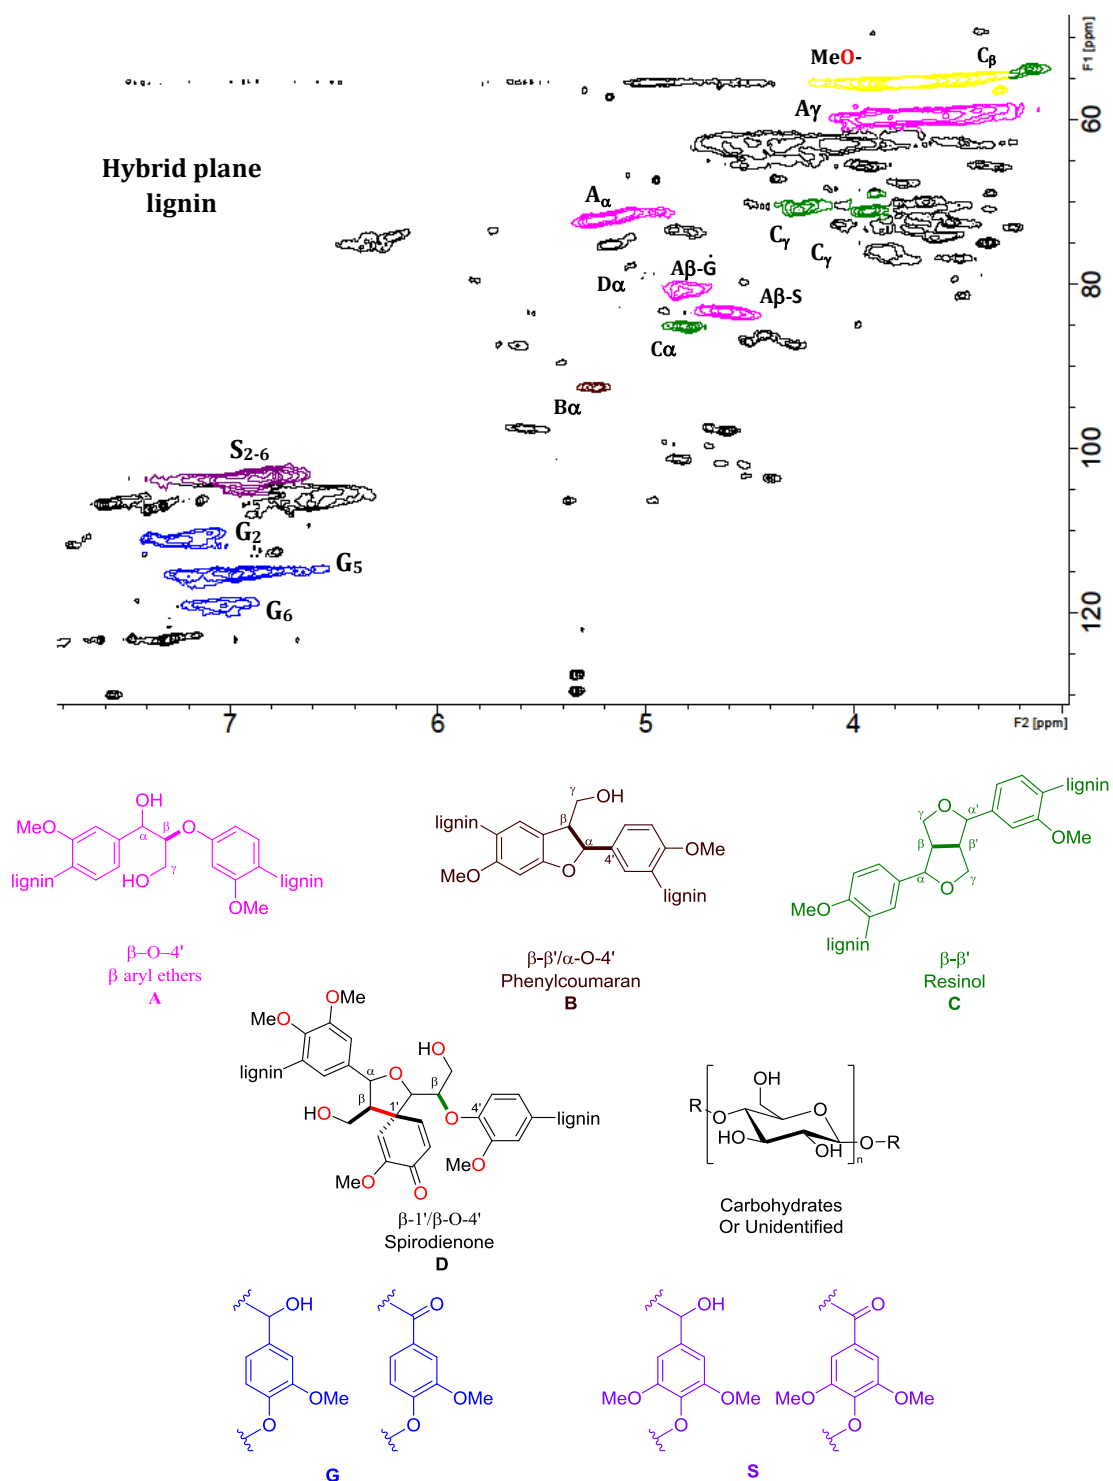 Hybrid plane
lignin
MeO-
Cβ
Aγ
Aα
Cγ
Cγ
Dα
Aβ-G
Aβ-S
Cα
Bα
S2-6
G2
G5
G6
F1 [ppm]
60
80
100
120
7
6
5
4
F2 [ppm]
OH
MeO
α
β
O
γ
HO
lignin
lignin
OMe
β–O–4'
β aryl ethers
A
γ
OH
β
α
lignin
4'
OMe
MeO
O
lignin
β-β'/α-O-4'
Phenylcoumaran
B
lignin
O
α'
γ
OMe
β
β'
γ
α
O
MeO
lignin
β-β'
Resinol
C
OMe
MeO
HO
lignin
α
O
β
β
4'
HO
1'
O
lignin
MeO
MeO
O
β-1'/β-O-4'
Spirodienone
D
OH
R
O
O
HO
OH
O–R
n
Carbohydrates
Or Unidentified
OH
OMe
O
O
OMe
O
G
OH
MeO
OMe
O
O
MeO
OMe
O
S